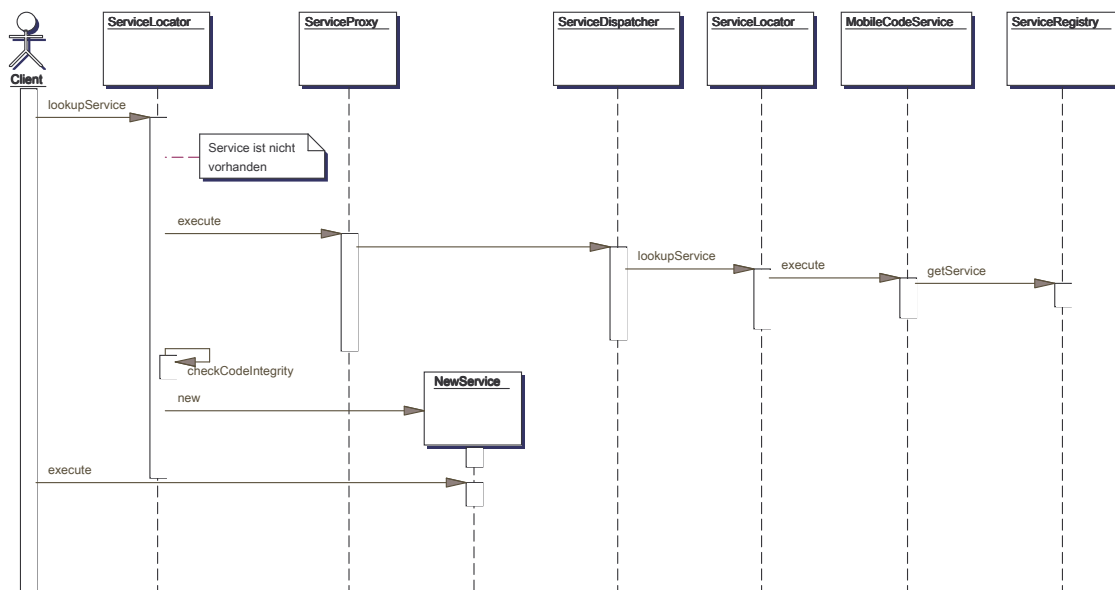 ServiceLocator
ServiceProxy
ServiceDispatcher
ServiceLocator
MobileCodeService
ServiceRegistry
Client
lookupService
Service ist nicht
vorhanden
execute
lookupService
execute
getService
checkCodeIntegrity
NewService
new
execute